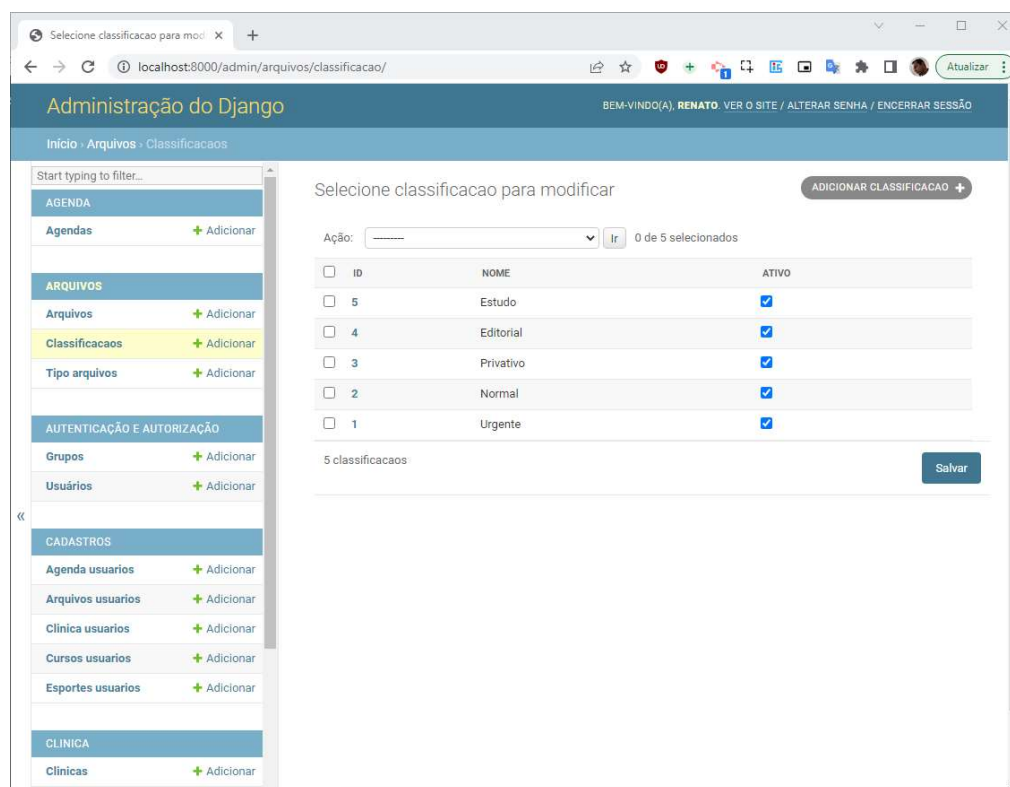 Selecione classificacao para mod
localhost:8000/admin/arquivos/classificacao/
1
Atualizar
Administração do Django
BEM-VINDO(A), RENATO. VER O SITE / ALTERAR SENHA / ENCERRAR SESSÃO
Início › Arquivos › Classificacaos
Start typing to filter...
AGENDA
Agendas + Adicionar
ARQUIVOS
Arquivos + Adicionar
Classificacaos + Adicionar
Tipo arquivos + Adicionar
AUTENTICAÇÃO E AUTORIZAÇÃO
Grupos + Adicionar
Usuários + Adicionar
«
CADASTROS
Agenda usuarios + Adicionar
Arquivos usuarios + Adicionar
Clinica usuarios + Adicionar
Cursos usuarios + Adicionar
Esportes usuarios + Adicionar
CLINICA
Clinicas + Adicionar
Selecione classificacao para modificar
ADICIONAR CLASSIFICACAO +
Ação: --------- Ir 0 de 5 selecionados
ID NOME ATIVO
5 Estudo
4 Editorial
3 Privativo
2 Normal
1 Urgente
5 classificacaos
Salvar